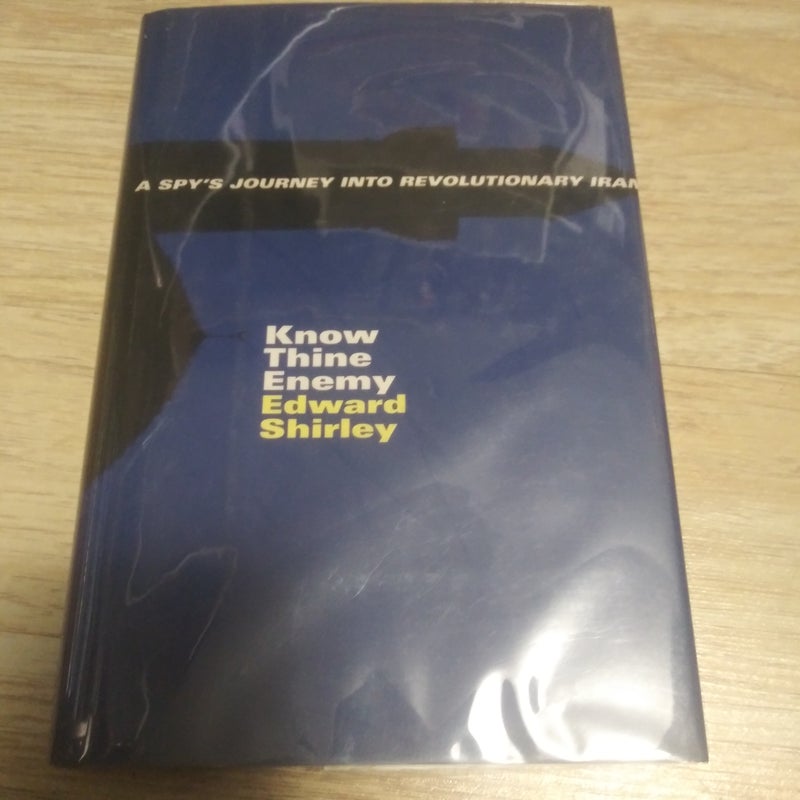 A SPY'S JOURNEY INTO REVOLUTIONARY IRAN
Know
Thine
Enemy
Edward
Shirley